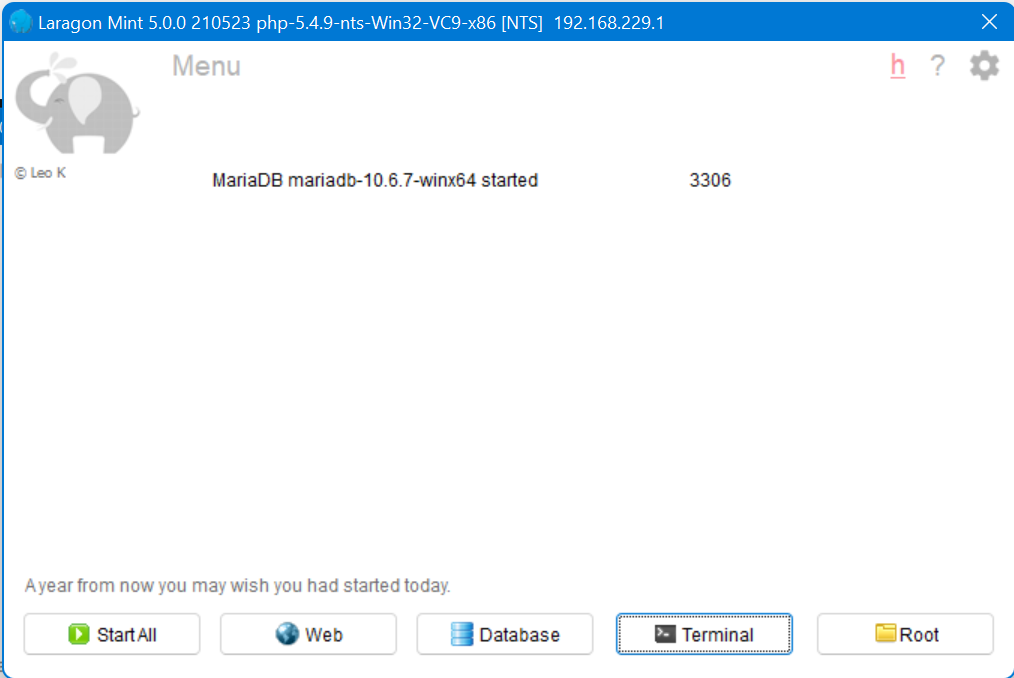 Laragon Mint 5.0.0 210523 php-5.4.9-nts-Win32-VC9-x86 [NTS] 192.168.229.1
Menu
h ?
© Leo K
MariaDB mariadb-10.6.7-winx64 started 3306
A year from now you may wish you had started today.
Start All Web Database Terminal Root